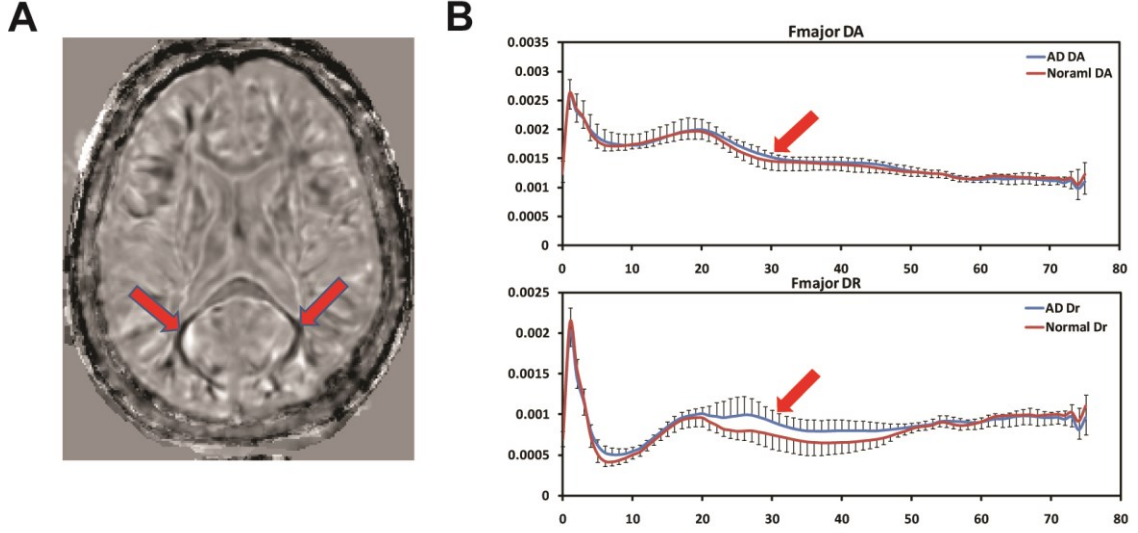 A
B
Fmajor DA
0.0035
0.003
0.0025
0.002
0.0015
0.001
0.0005
0
AD DA
Noraml DA
0 10 20 30 40 50 60 70 80
Fmajor DR
0.0025
0.002
0.0015
0.001
0.0005
0
AD Dr
Normal Dr
0 10 20 30 40 50 60 70 80